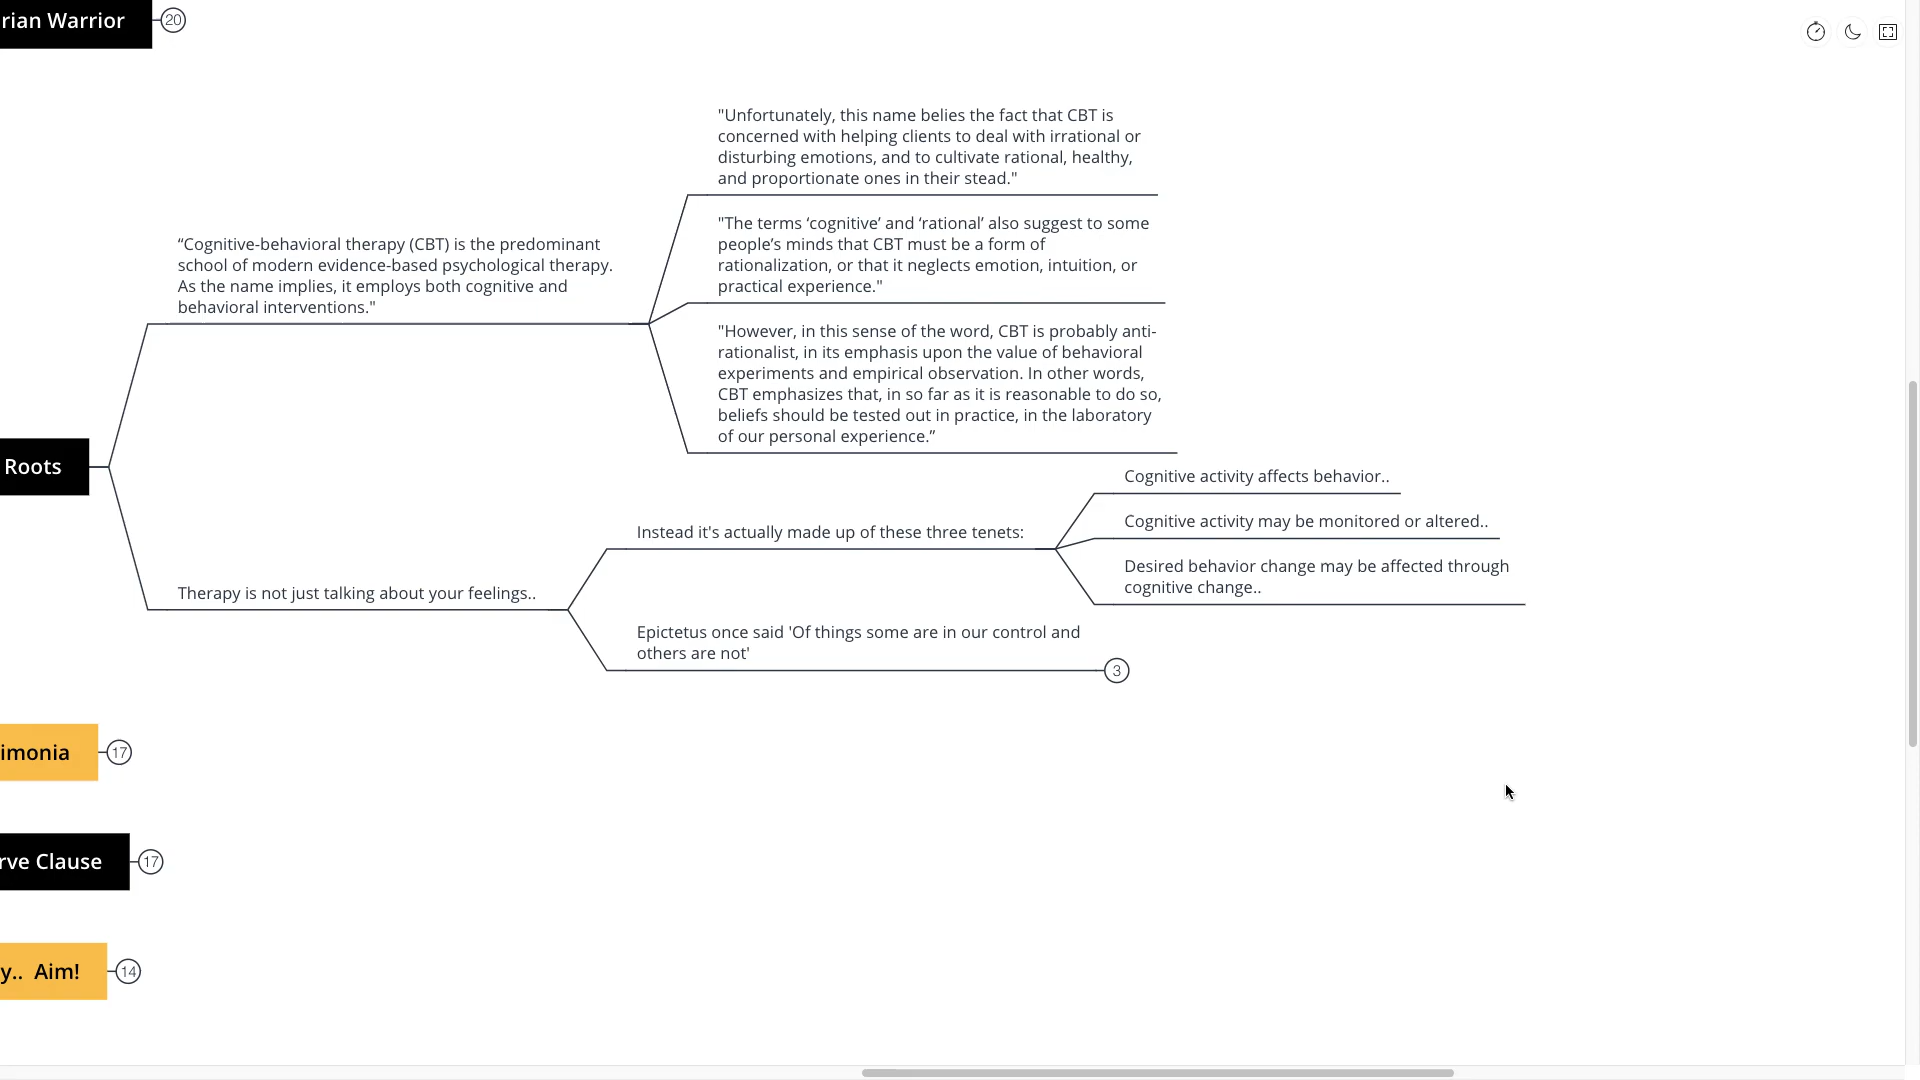 rian Warrior
20
"Unfortunately, this name belies the fact that CBT is
concerned with helping clients to deal with irrational or
disturbing emotions, and to cultivate rational, healthy,
and proportionate ones in their stead."
"The terms ‘cognitive’ and ‘rational’ also suggest to some
people’s minds that CBT must be a form of
rationalization, or that it neglects emotion, intuition, or
practical experience."
“Cognitive-behavioral therapy (CBT) is the predominant
school of modern evidence-based psychological therapy.
As the name implies, it employs both cognitive and
behavioral interventions."
"However, in this sense of the word, CBT is probably anti-
rationalist, in its emphasis upon the value of behavioral
experiments and empirical observation. In other words,
CBT emphasizes that, in so far as it is reasonable to do so,
beliefs should be tested out in practice, in the laboratory
of our personal experience.”
Roots
Cognitive activity affects behavior..
Instead it's actually made up of these three tenets:
Cognitive activity may be monitored or altered..
Desired behavior change may be affected through
cognitive change..
Therapy is not just talking about your feelings..
Epictetus once said 'Of things some are in our control and
others are not'
3
imonia
17
rve Clause
17
y..  Aim!
14